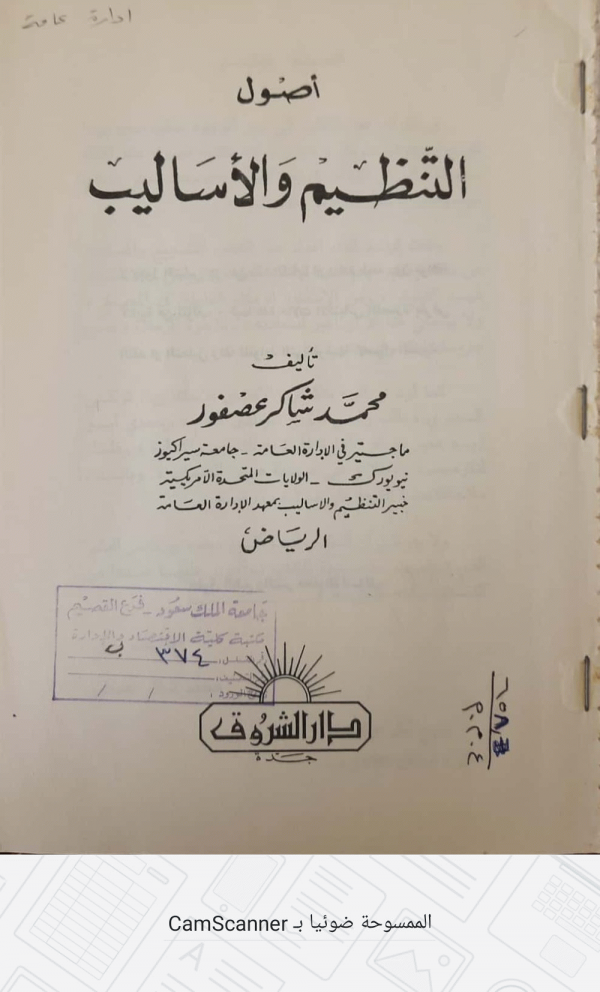 ادارة عامة
أصول
التنظيم والأساليب
تأليف
محمد شاكر عصفور
ماجستير في الإدارة العامة - جامعة سيراكيوز
نيويورك - الولايات المتحدة الأمريكية
خبير التنظيم والأساليب بمعهد الإدارة العامة
الرياض
جامعة الملك سعود - فرع القصيم
مكتبة كلية الاقتصاد والإدارة
٣٧٤
دار الشروق
جدة
الممسوحة ضوئيا بـ CamScanner